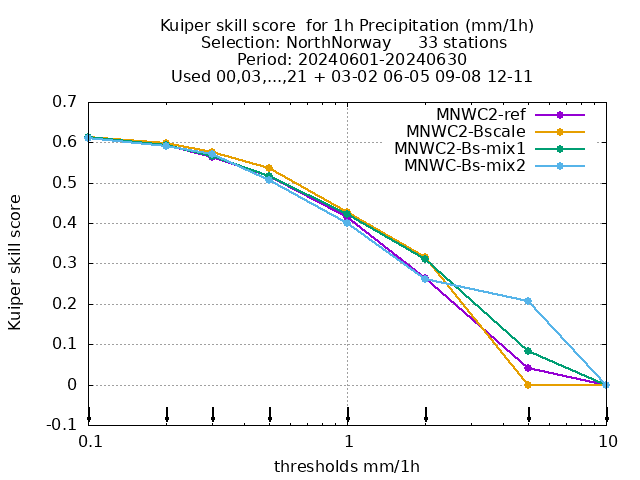 Kuiper skill score  for 1h Precipitation (mm/1h)
Selection: NorthNorway     33 stations
Period: 20240601-20240630
Used 00,03,...,21 + 03-02 06-05 09-08 12-11
MNWC2-ref
MNWC2-Bscale
MNWC2-Bs-mix1
MNWC-Bs-mix2
0.7
0.6
0.5
0.4
0.3
0.2
0.1
0
-0.1
Kuiper skill score
0.1 1 10
thresholds mm/1h